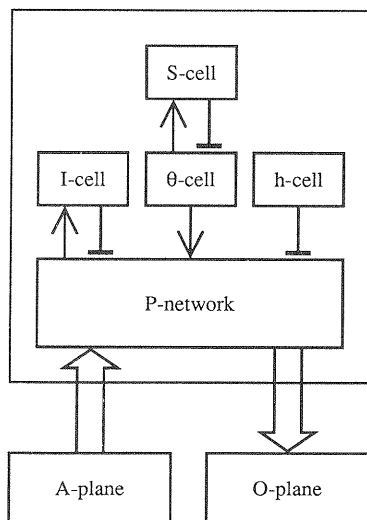 S-cell
I-cell
θ-cell
h-cell
P-network
A-plane
O-plane